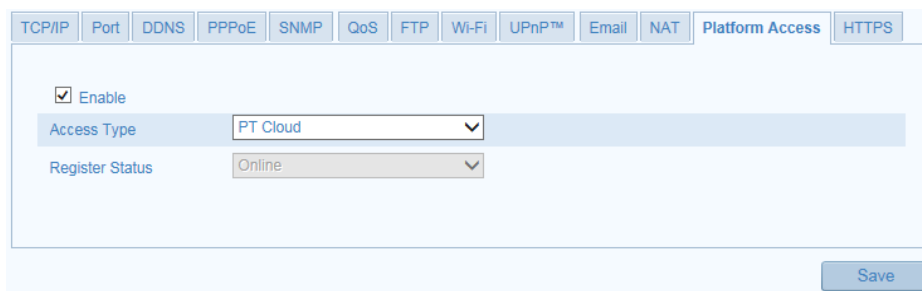 TCP/IP Port DDNS PPPoE SNMP QoS FTP Wi-Fi UPnP™ Email NAT Platform Access HTTPS
Enable
Access Type PT Cloud
Register Status Online
Save